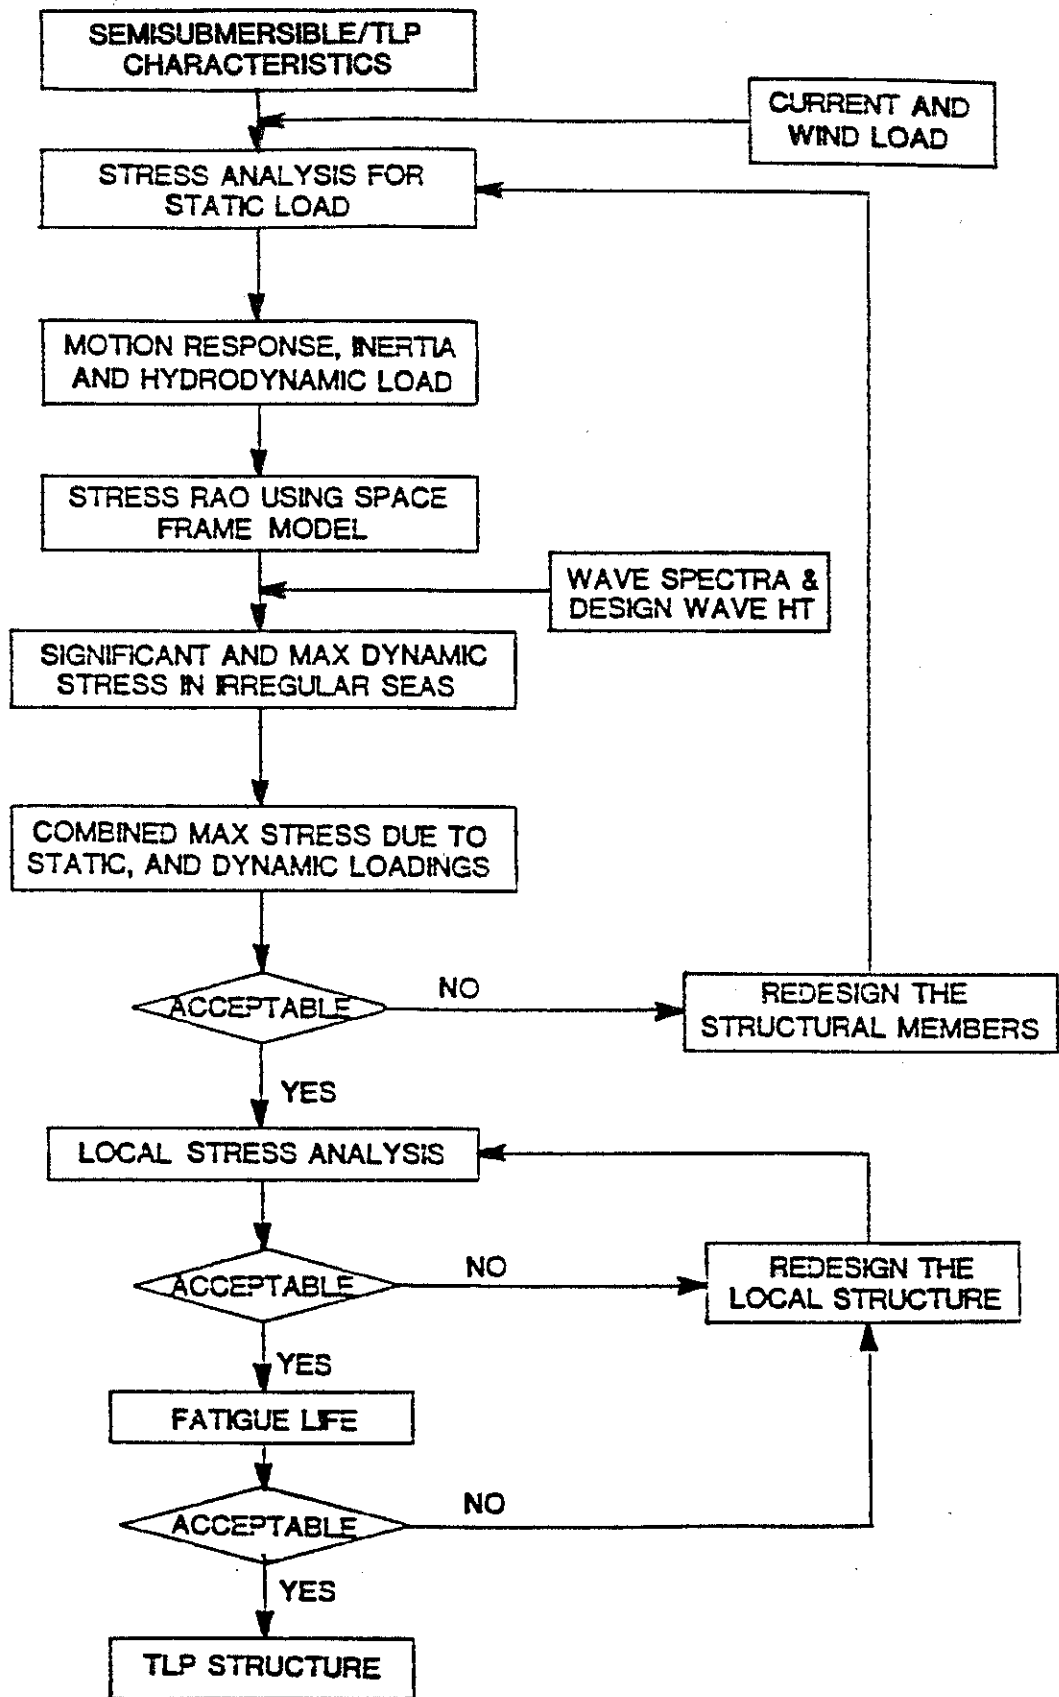 SEMISUBMERSIBLE/TLP
CHARACTERISTICS
CURRENT AND
WIND LOAD
STRESS ANALYSIS FOR
STATIC LOAD
MOTION RESPONSE, INERTIA
AND HYDRODYNAMIC LOAD
STRESS RAO USING SPACE
FRAME MODEL
WAVE SPECTRA &
DESIGN WAVE HT
SIGNIFICANT AND MAX DYNAMIC
STRESS IN IRREGULAR SEAS
COMBINED MAX STRESS DUE TO
STATIC, AND DYNAMIC LOADINGS
ACCEPTABLE
NO
REDESIGN THE
STRUCTURAL MEMBERS
YES
LOCAL STRESS ANALYSIS
ACCEPTABLE
NO
REDESIGN THE
LOCAL STRUCTURE
YES
FATIGUE LIFE
ACCEPTABLE
NO
YES
TLP STRUCTURE